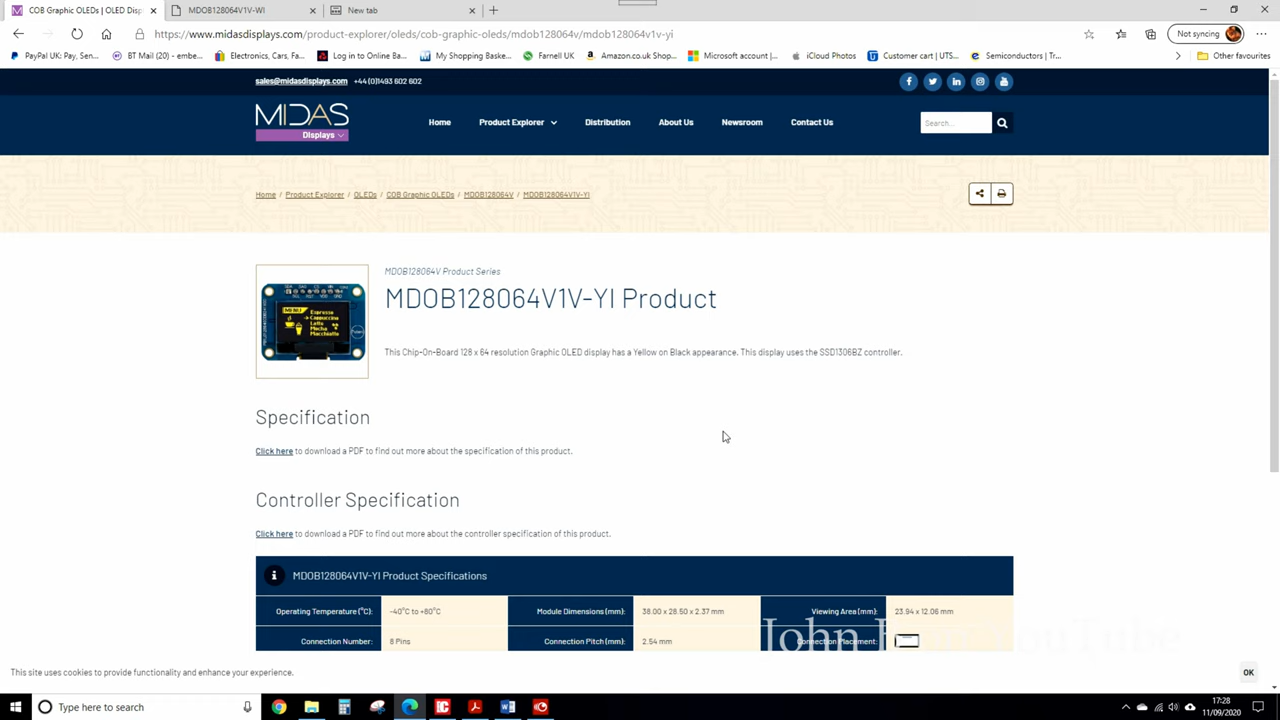 COB Graphic OLEDs | OLED Disp
MDOB128064V1V-WI
New tab
https://www.midasdisplays.com/product-explorer/oleds/cob-graphic-oleds/mdob128064v/mdob128064v1v-yi
Not syncing
PayPal UK: Pay, Sen...
BT Mail (20) - embe...
Electronics, Cars, Fa...
Log in to Online Ba...
My Shopping Baske...
Farnell UK
Amazon.co.uk Shop...
Microsoft account |...
iCloud Photos
Customer cart | UTS...
Semiconductors | Tr...
Other favourites
sales@midasdisplays.com +44(0)1493 602 602
MIDAS
Displays
Home
Product Explorer
Distribution
About Us
Newsroom
Contact Us
Search...
Home / Product Explorer / OLEDs / COB Graphic OLEDs / MDOB128064V / MDOB128064V1V-YI
MDOB128064V Product Series
MDOB128064V1V-YI Product
MENU
Espresso
Cappuccino
Latte
Mocha
Macchiatto
This Chip-On-Board 128 x 64 resolution Graphic OLED display has a Yellow on Black appearance. This display uses the SSD1306BZ controller.
Specification
Click here to download a PDF to find out more about the specification of this product.
Controller Specification
Click here to download a PDF to find out more about the controller specification of this product.
MDOB128064V1V-YI Product Specifications
Operating Temperature (°C): -40°C to +80°C Module Dimensions (mm): 38.00 x 28.50 x 2.37 mm Viewing Area (mm): 23.94 x 12.06 mm
Connection Number: 8 Pins Connection Pitch (mm): 2.54 mm Connection Placement:
John YouTube
This site uses cookies to provide functionality and enhance your experience.
OK
Type here to search
17:28
11/09/2020